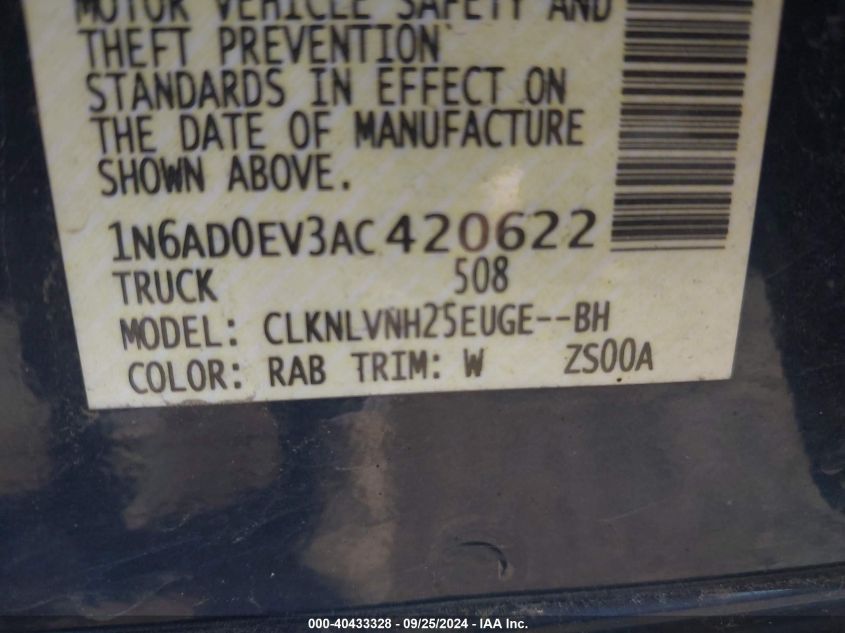 MOTOR VEHICLE SAFETY AND
THEFT PREVENTION
STANDARDS IN EFFECT ON
THE DATE OF MANUFACTURE
SHOWN ABOVE.
1N6AD0EV3AC420622
TRUCK 508
MODEL: CLKNLVNH25EUGE--BH
COLOR: RAB TRIM: W ZS00A
000-40433328 - 09/25/2024 - IAA Inc.